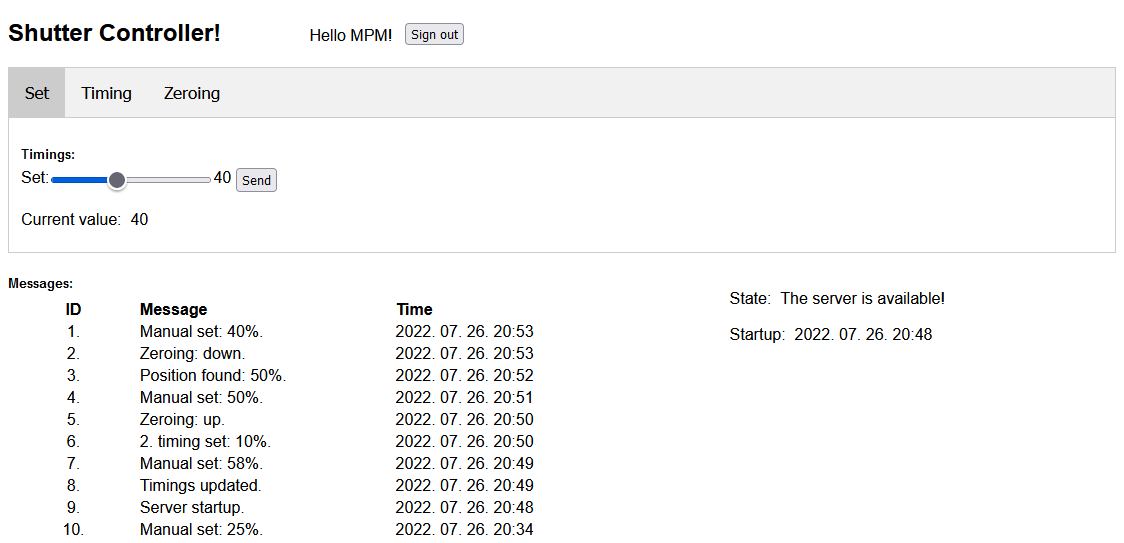 Shutter Controller!
Hello MPM! Sign out
Set Timing Zeroing
Timings:
Set: 40 Send
Current value: 40
Messages:
ID Message Time
1. Manual set: 40%. 2022. 07. 26. 20:53
2. Zeroing: down. 2022. 07. 26. 20:53
3. Position found: 50%. 2022. 07. 26. 20:52
4. Manual set: 50%. 2022. 07. 26. 20:51
5. Zeroing: up. 2022. 07. 26. 20:50
6. 2. timing set: 10%. 2022. 07. 26. 20:50
7. Manual set: 58%. 2022. 07. 26. 20:49
8. Timings updated. 2022. 07. 26. 20:49
9. Server startup. 2022. 07. 26. 20:48
10. Manual set: 25%. 2022. 07. 26. 20:34
State: The server is available!
Startup: 2022. 07. 26. 20:48